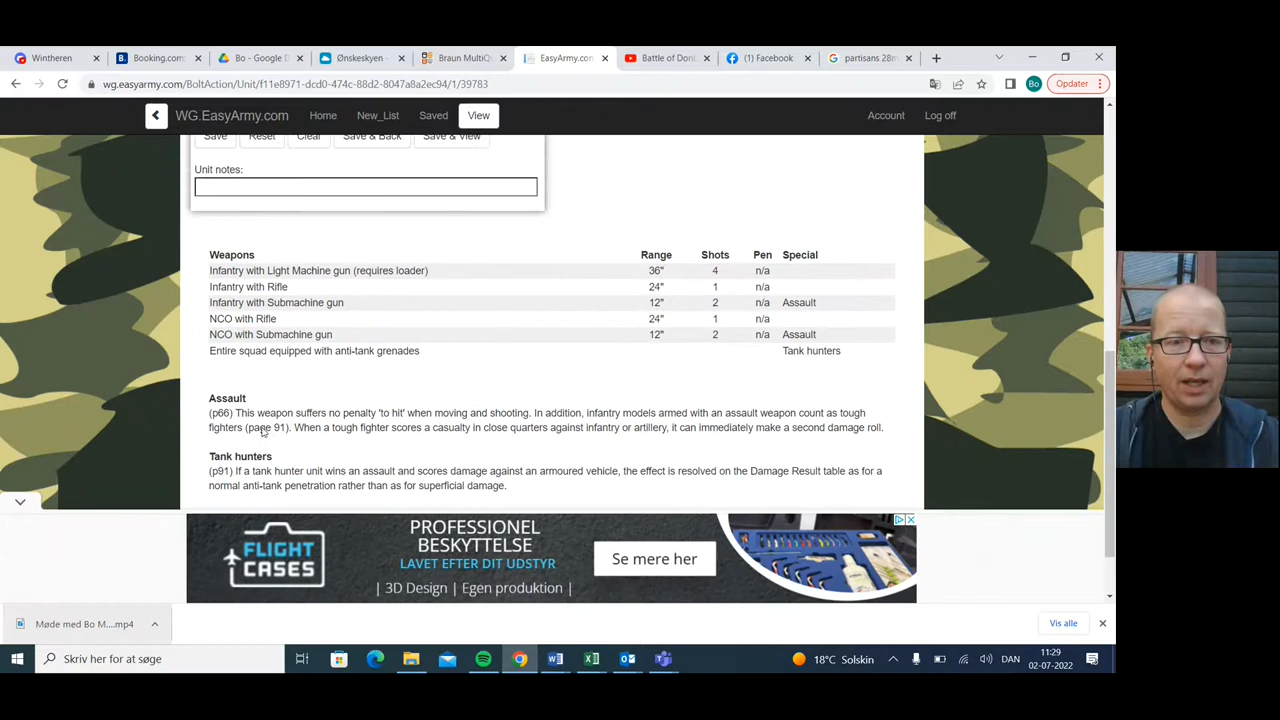 Wintheren
Booking.com:
Bo - Google D
Ønskeskyen -
Braun MultiQ
EasyArmy.con
Battle of Doni
(1) Facebook
partisans 28m
wg.easyarmy.com/BoltAction/Unit/f11e8971-dcd0-474c-88d2-8047a8a2ec94/1/39783
Bo
Opdater
WG.EasyArmy.com
Home
New_List
Saved
View
Account
Log off
Save
Reset
Clear
Save & Back
Save & View
Unit notes:
Weapons Range Shots Pen Special
Infantry with Light Machine gun (requires loader) 36" 4 n/a
Infantry with Rifle 24" 1 n/a
Infantry with Submachine gun 12" 2 n/a Assault
NCO with Rifle 24" 1 n/a
NCO with Submachine gun 12" 2 n/a Assault
Entire squad equipped with anti-tank grenades Tank hunters
Assault
(p66) This weapon suffers no penalty 'to hit' when moving and shooting. In addition, infantry models armed with an assault weapon count as tough
fighters (page 91). When a tough fighter scores a casualty in close quarters against infantry or artillery, it can immediately make a second damage roll.
Tank hunters
(p91) If a tank hunter unit wins an assault and scores damage against an armoured vehicle, the effect is resolved on the Damage Result table as for a
normal anti-tank penetration rather than as for superficial damage.
FLIGHT
CASES
PROFESSIONEL
BESKYTTELSE
LAVET EFTER DIT UDSTYR
| 3D Design | Egen produktion |
Se mere her
Møde med Bo M....mp4
Vis alle
Skriv her for at søge
18°C Solskin
DAN
11:29
02-07-2022